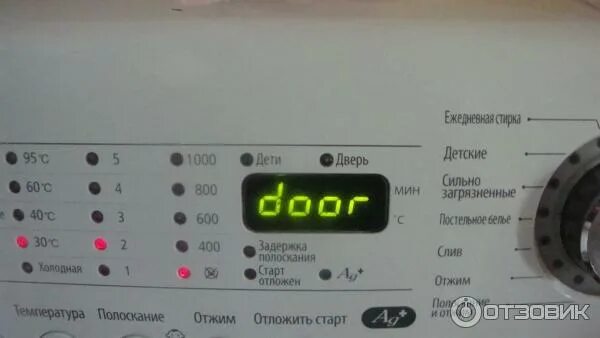 Ежедневная стирка
95°C 5 1000 Дети Дверь
Детские
60°C 4 800 door МИН
Сильно
загрязненные
40°C 3 600 °C
Постельное белье
30°C 2 400 Задержка
полоскания
Слив
Холодная 1 Старт
отложен Ag+
Отжим
Полоскание
и от
Температура Полоскание Отжим Отложить старт Ag+
ОТЗОВИК